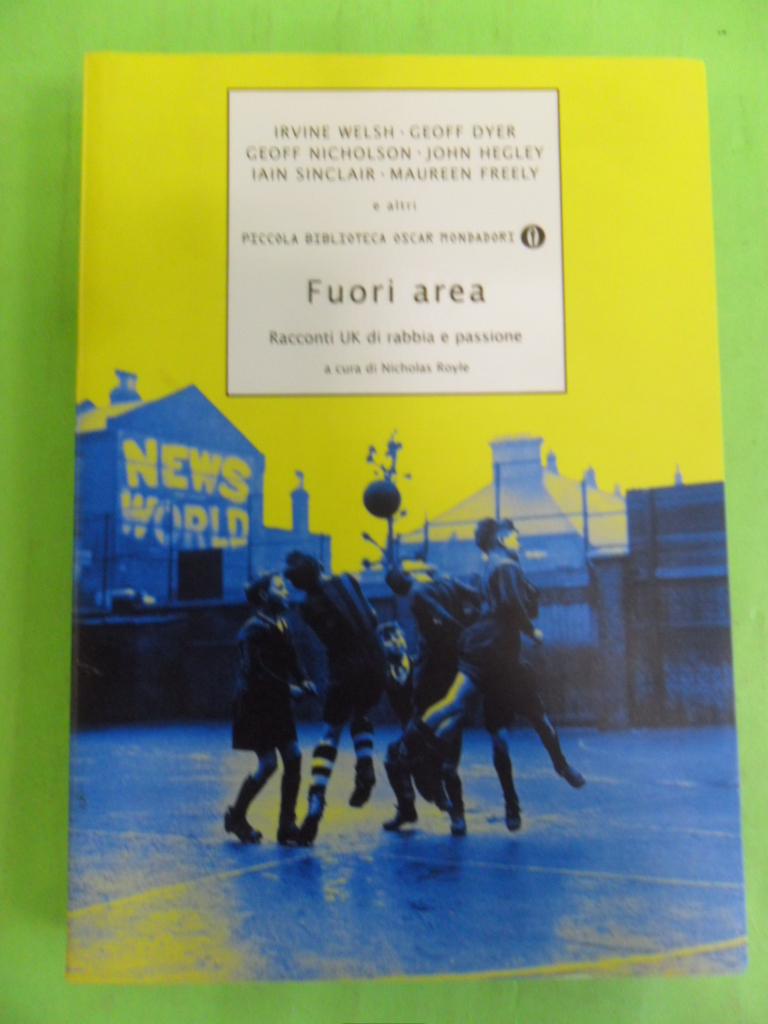 IRVINE WELSH · GEOFF DYER
GEOFF NICHOLSON · JOHN HEGLEY
IAIN SINCLAIR · MAUREEN FREELY
e altri
PICCOLA BIBLIOTECA OSCAR MONDADORI
Fuori area
Racconti UK di rabbia e passione
a cura di Nicholas Royle
NEWS
WORLD